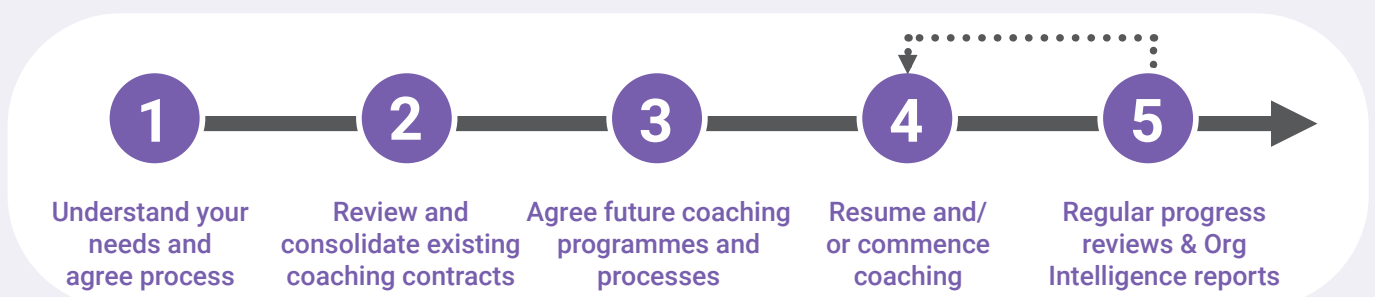 1
2
3
4
5
Understand your
needs and
agree process
Review and
consolidate existing
coaching contracts
Agree future coaching
programmes and
processes
Resume and/
or commence
coaching
Regular progress
reviews & Org
Intelligence reports